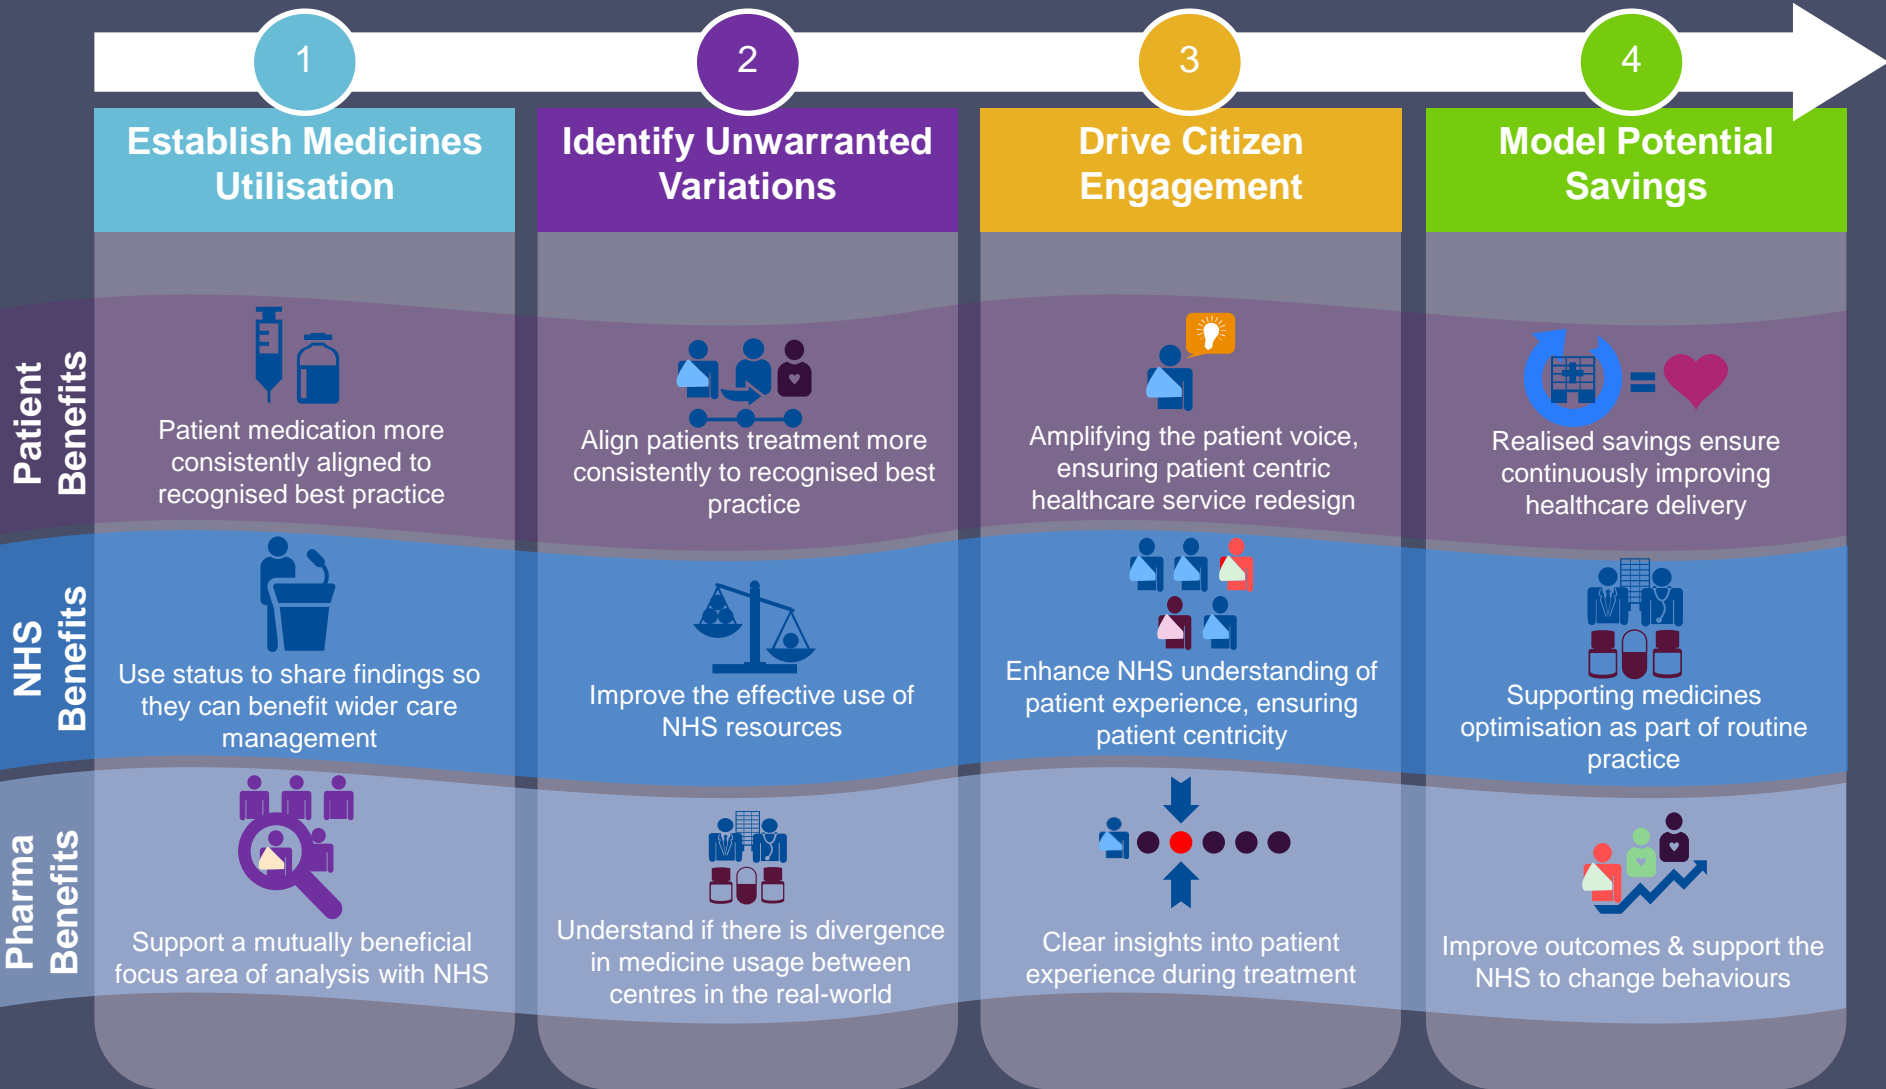 1
2
3
4
Establish Medicines
Utilisation
Identify Unwarranted
Variations
Drive Citizen
Engagement
Model Potential
Savings
Patient
Benefits
Patient medication more
consistently aligned to
recognised best practice
Align patients treatment more
consistently to recognised best
practice
Amplifying the patient voice,
ensuring patient centric
healthcare service redesign
Realised savings ensure
continuously improving
healthcare delivery
NHS
Benefits
Use status to share findings so
they can benefit wider care
management
Improve the effective use of
NHS resources
Enhance NHS understanding of
patient experience, ensuring
patient centricity
Supporting medicines
optimisation as part of routine
practice
Pharma
Benefits
Support a mutually beneficial
focus area of analysis with NHS
Understand if there is divergence
in medicine usage between
centres in the real-world
Clear insights into patient
experience during treatment
Improve outcomes & support the
NHS to change behaviours